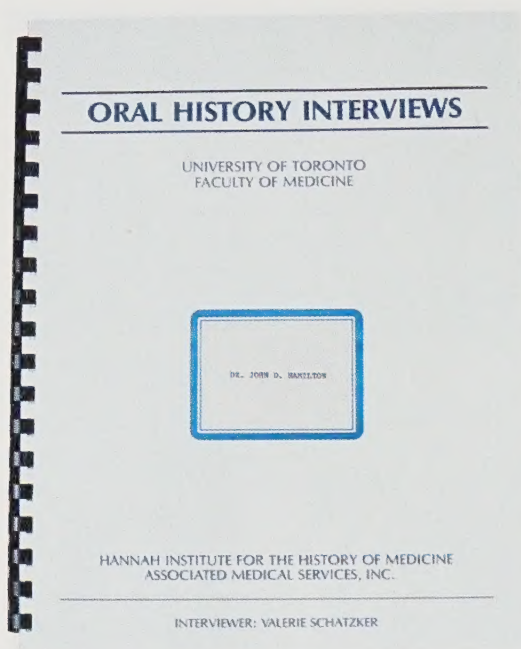 ORAL HISTORY INTERVIEWS
UNIVERSITY OF TORONTO
FACULTY OF MEDICINE
DR. JOHN D. HAMILTON
HANNAH INSTITUTE FOR THE HISTORY OF MEDICINE
ASSOCIATED MEDICAL SERVICES, INC.
INTERVIEWER: VALERIE SCHATZKER